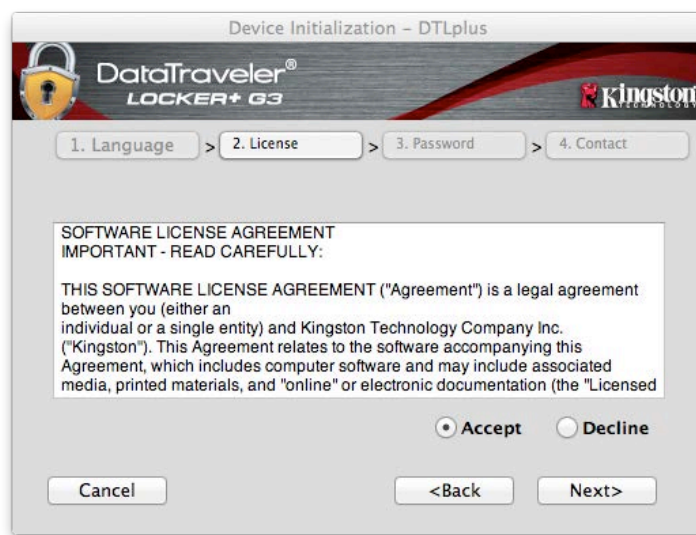 Device Initialization – DTLplus
DataTraveler®
LOCKER+ G3
Kingston
TECHNOLOGY
1. Language > 2. License > 3. Password > 4. Contact
SOFTWARE LICENSE AGREEMENT
IMPORTANT - READ CAREFULLY:
THIS SOFTWARE LICENSE AGREEMENT ("Agreement") is a legal agreement
between you (either an
individual or a single entity) and Kingston Technology Company Inc.
("Kingston"). This Agreement relates to the software accompanying this
Agreement, which includes computer software and may include associated
media, printed materials, and "online" or electronic documentation (the "Licensed
Accept Decline
Cancel <Back Next>